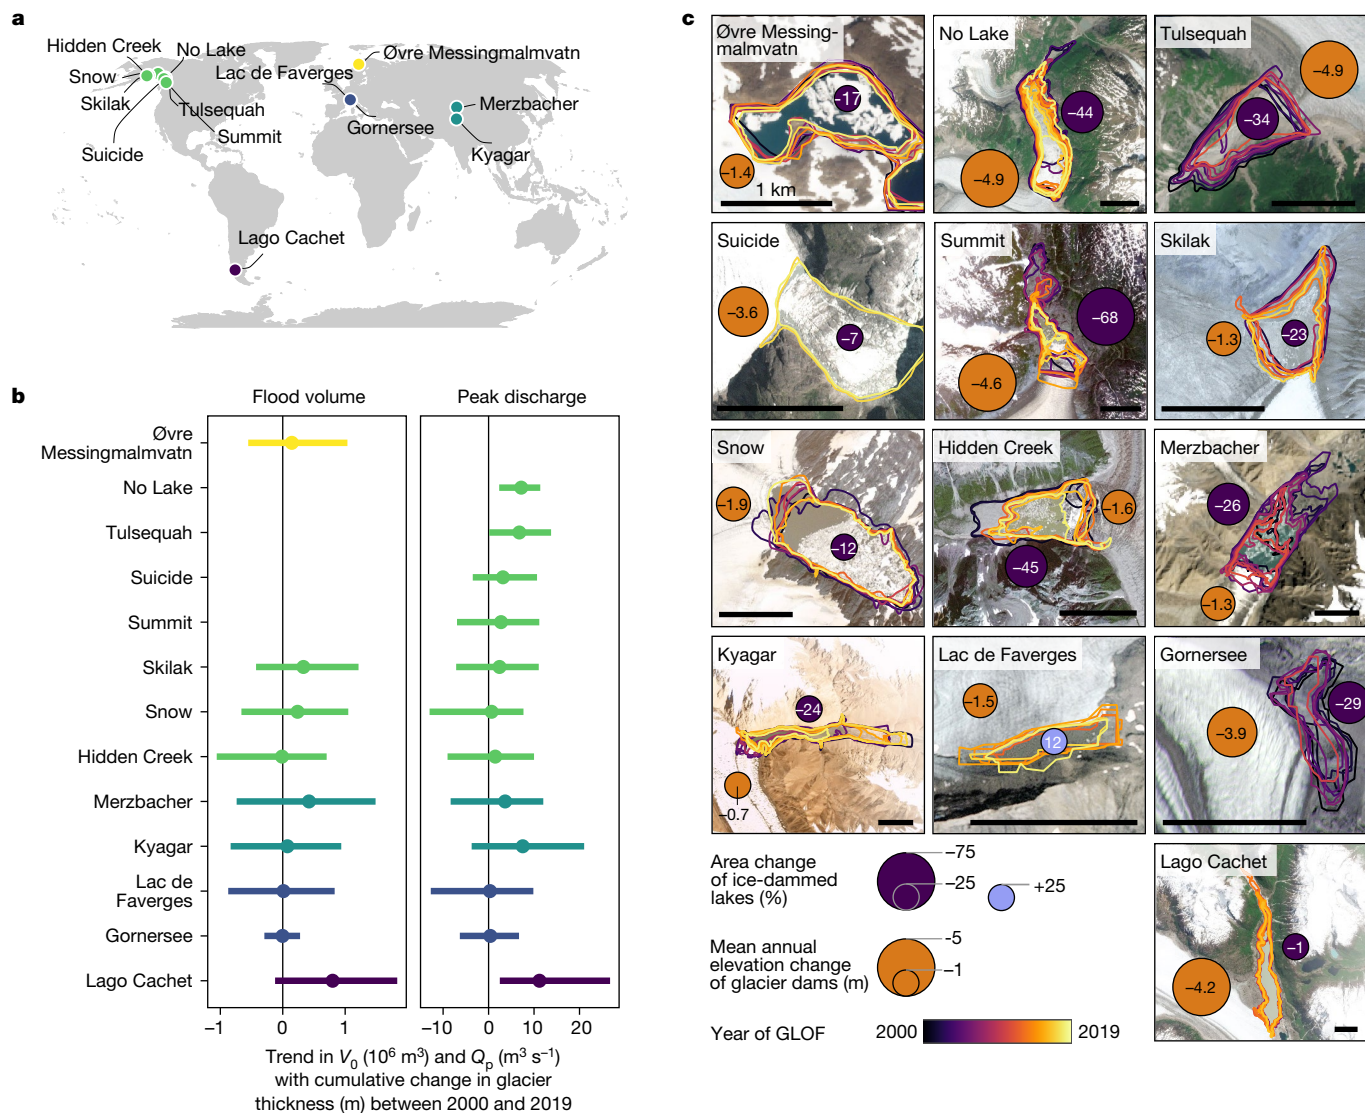 a
Hidden Creek
No Lake
Snow
Skilak
Suicide
Tulsequah
Summit
Øvre Messingmalmvatn
Lac de Faverges
Gornersee
Merzbacher
Kyagar
Lago Cachet
b
Flood volume
Peak discharge
Øvre
Messingmalmvatn
No Lake
Tulsequah
Suicide
Summit
Skilak
Snow
Hidden Creek
Merzbacher
Kyagar
Lac de
Faverges
Gornersee
Lago Cachet
−1
0
1
−10
0
10
20
Trend in V0 (10⁶ m³) and Qp (m³ s⁻¹)
with cumulative change in glacier
thickness (m) between 2000 and 2019
c
Øvre Messing-
malmvatn
−17
−1.4
1 km
No Lake
−44
−4.9
Tulsequah
−4.9
−34
Suicide
−3.6
−7
Summit
−68
−4.6
Skilak
−1.3
−23
Snow
−1.9
−12
Hidden Creek
−1.6
−45
Merzbacher
−26
−1.3
Kyagar
−24
−0.7
Lac de Faverges
−1.5
12
Gornersee
−29
−3.9
Lago Cachet
−1
−4.2
Area change
of ice-dammed
lakes (%)
−75
−25
+25
Mean annual
elevation change
of glacier dams (m)
−5
−1
Year of GLOF
2000
2019